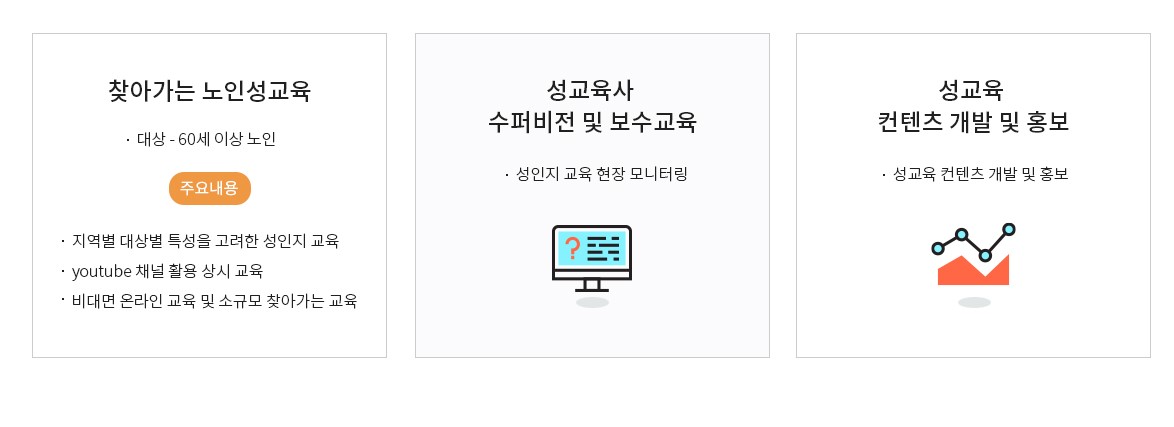 찾아가는 노인성교육
· 대상 - 60세 이상 노인
주요내용
· 지역별 대상별 특성을 고려한 성인지 교육
· youtube 채널 활용 상시 교육
· 비대면 온라인 교육 및 소규모 찾아가는 교육
성교육사
수퍼비전 및 보수교육
· 성인지 교육 현장 모니터링
?
성교육
컨텐츠 개발 및 홍보
· 성교육 컨텐츠 개발 및 홍보